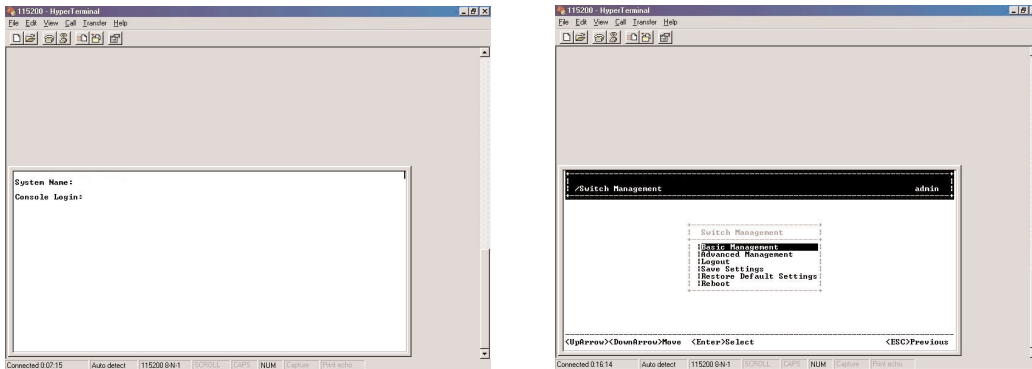 115200 - HyperTerminal
File Edit View Call Transfer Help
System Name:
Console Login:
Connected 0:07:15 Auto detect 115200 8-N-1 SCROLL CAPS NUM Capture Print echo
115200 - HyperTerminal
File Edit View Call Transfer Help
/Switch Management admin
Switch Management
Basic Management
Advanced Management
Logout
Save Settings
Restore Default Settings
Reboot
<UpArrow><DownArrow>Move <Enter>Select <ESC>Previous
Connected 0:16:14 Auto detect 115200 8-N-1 SCROLL CAPS NUM Capture Print echo